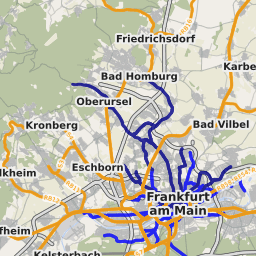 Friedrichsdorf
Karbe
Bad Homburg
Oberursel
Kronberg
Bad Vilbel
Eschborn
lkheim
Frankfurt
am Main
fheim
Kelsterbach